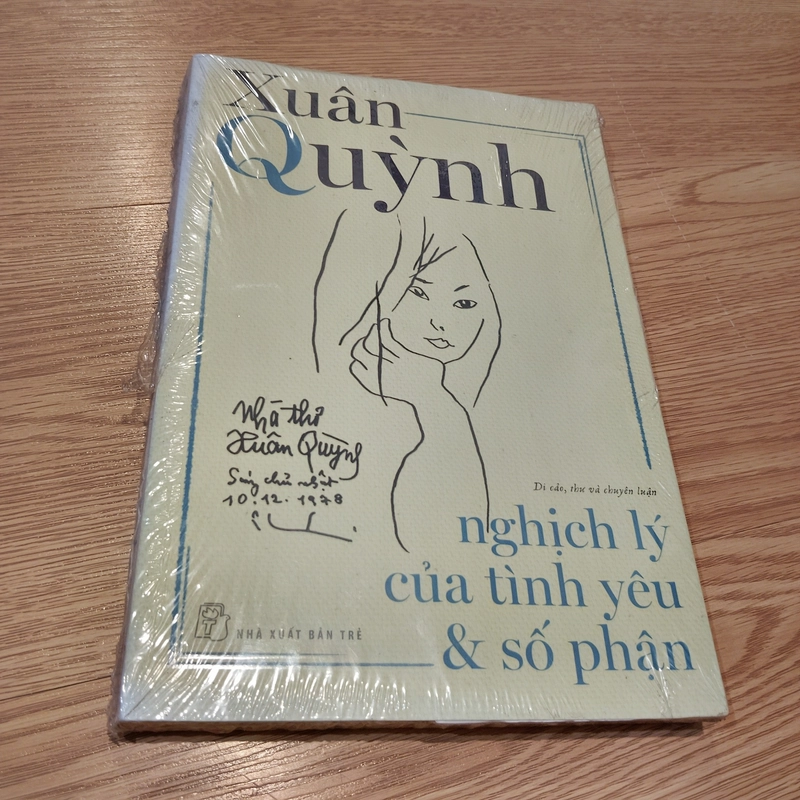 Xuân
Quỳnh
Nhà thơ
Xuân Quỳnh
Sáng chủ nhật
10.12.1978
Di cảo, thư và chuyên luận
nghịch lý
của tình yêu
& số phận
NHÀ XUẤT BẢN TRẺ